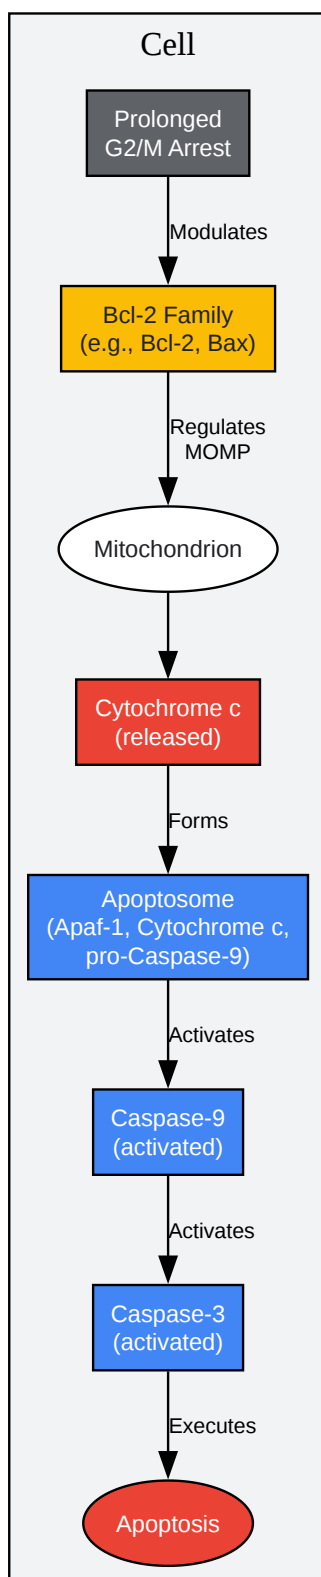 Cell
Prolonged
G2/M Arrest
Modulates
Bcl-2 Family
(e.g., Bcl-2, Bax)
Regulates
MOMP
Mitochondrion
Cytochrome c
(released)
Forms
Apoptosome
(Apaf-1, Cytochrome c,
pro-Caspase-9)
Activates
Caspase-9
(activated)
Activates
Caspase-3
(activated)
Executes
Apoptosis